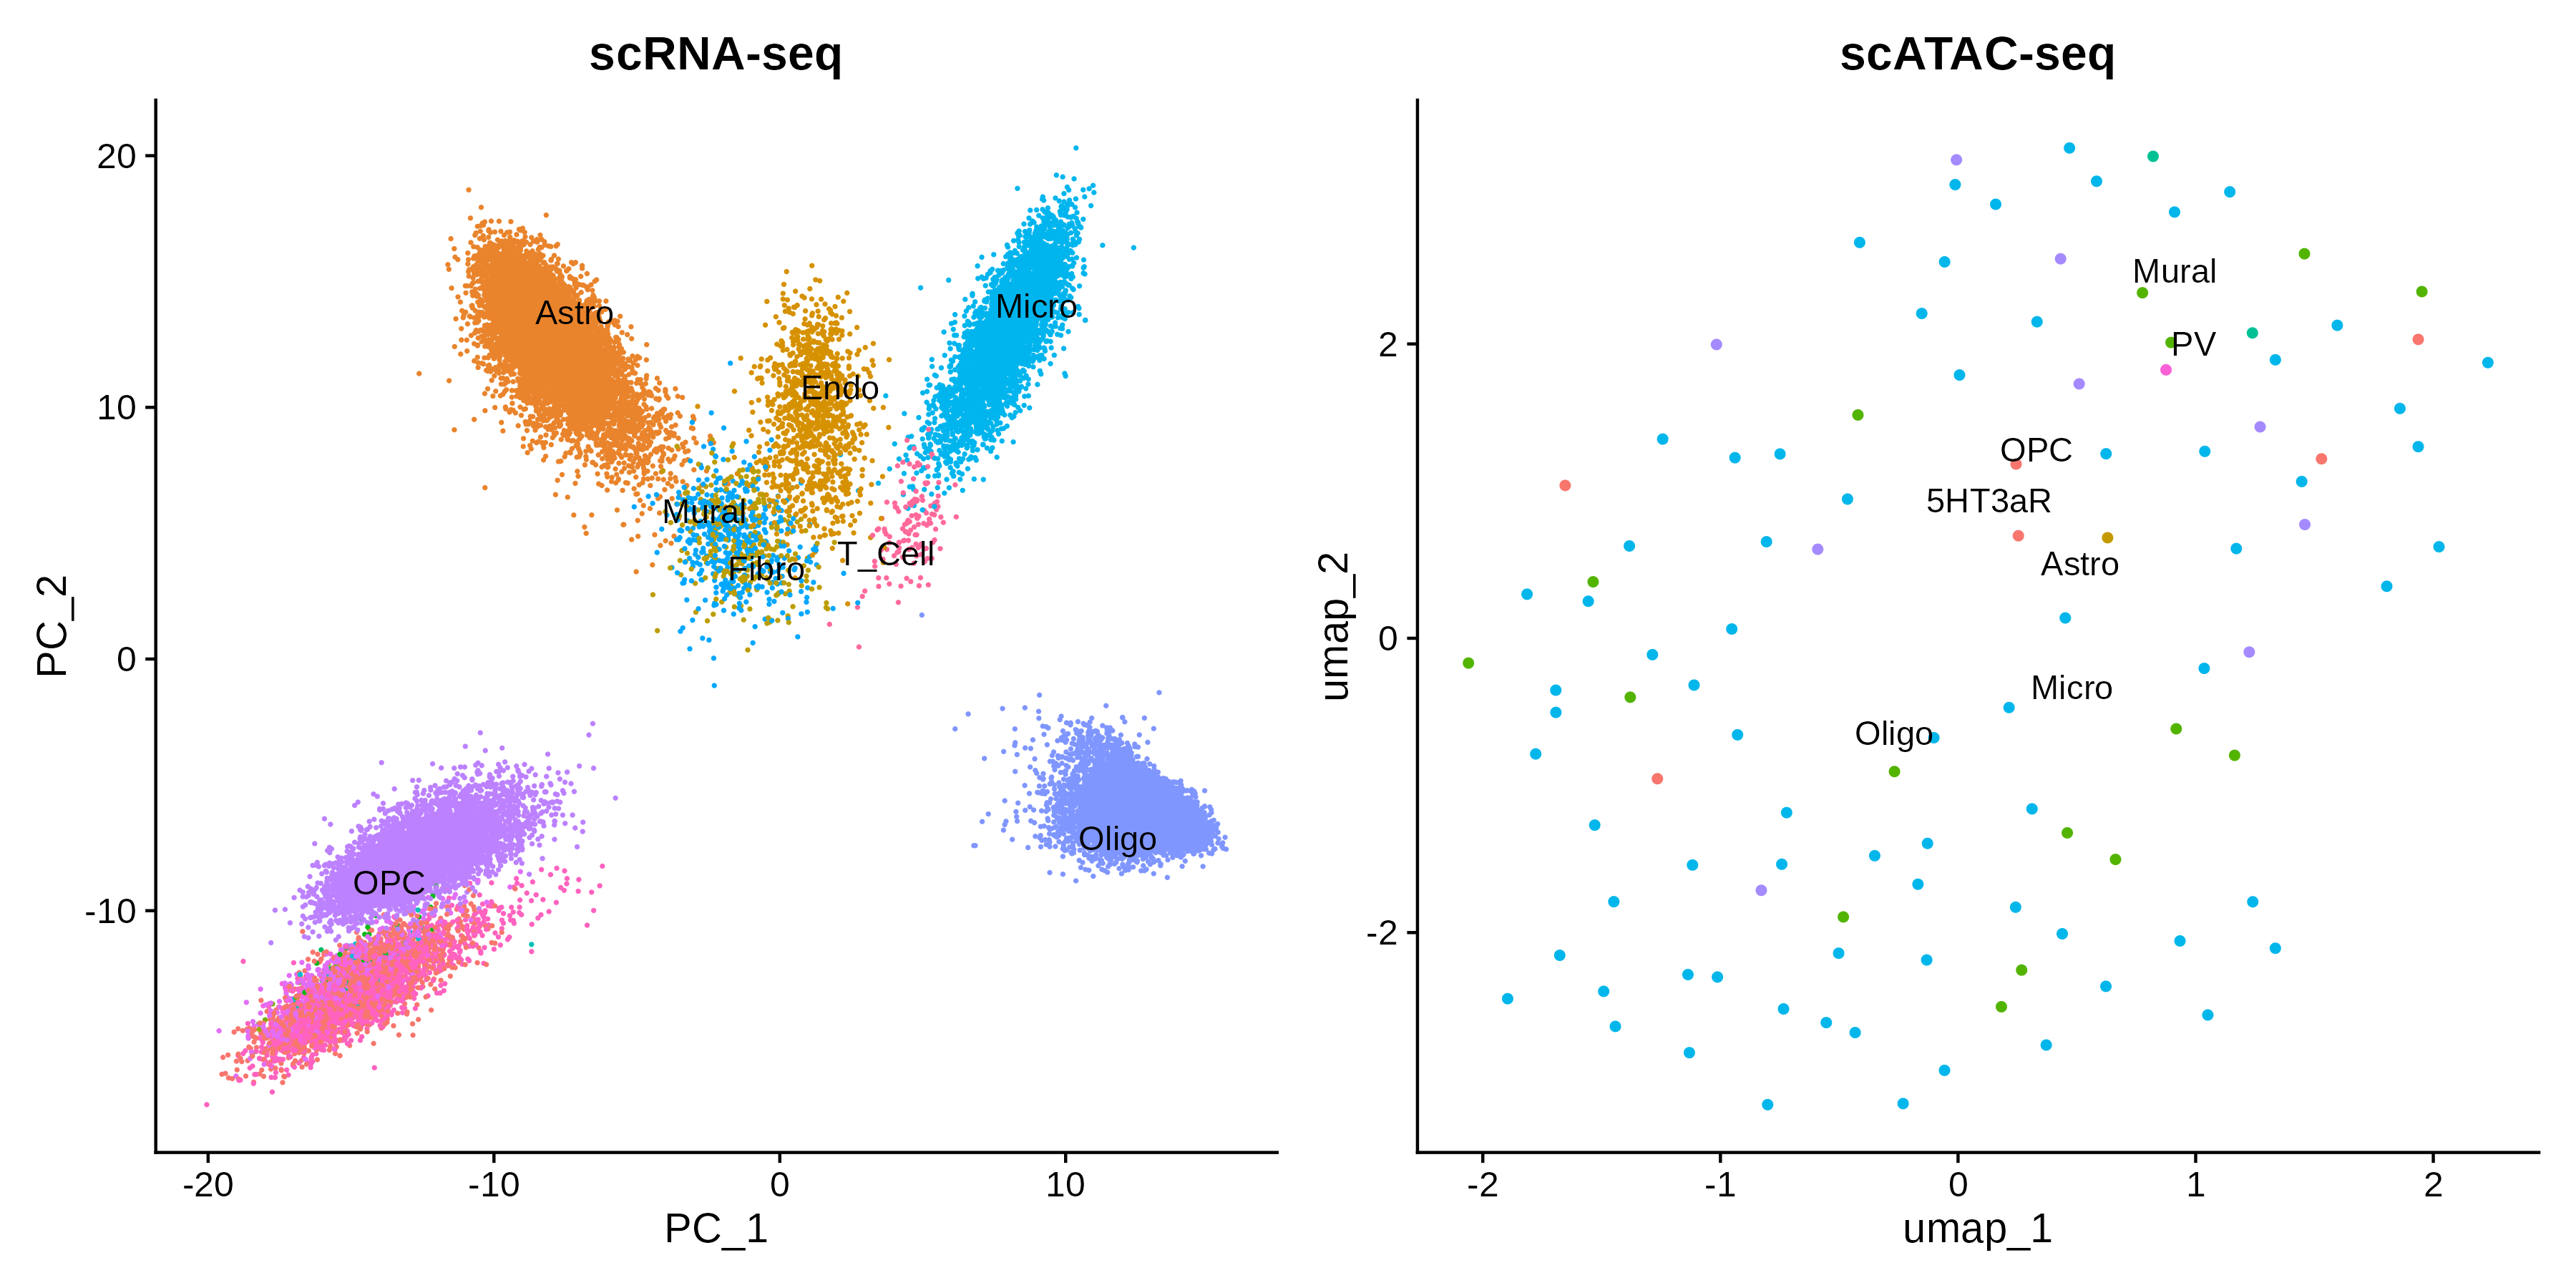 scRNA-seq
20
10
0
-10
PC_2
Astro
Micro
Endo
Mural
Fibro
T_Cell
OPC
Oligo
-20
-10
0
10
PC_1
scATAC-seq
2
0
-2
umap_2
Mural
PV
OPC
5HT3aR
Astro
Micro
Oligo
-2
-1
0
1
2
umap_1